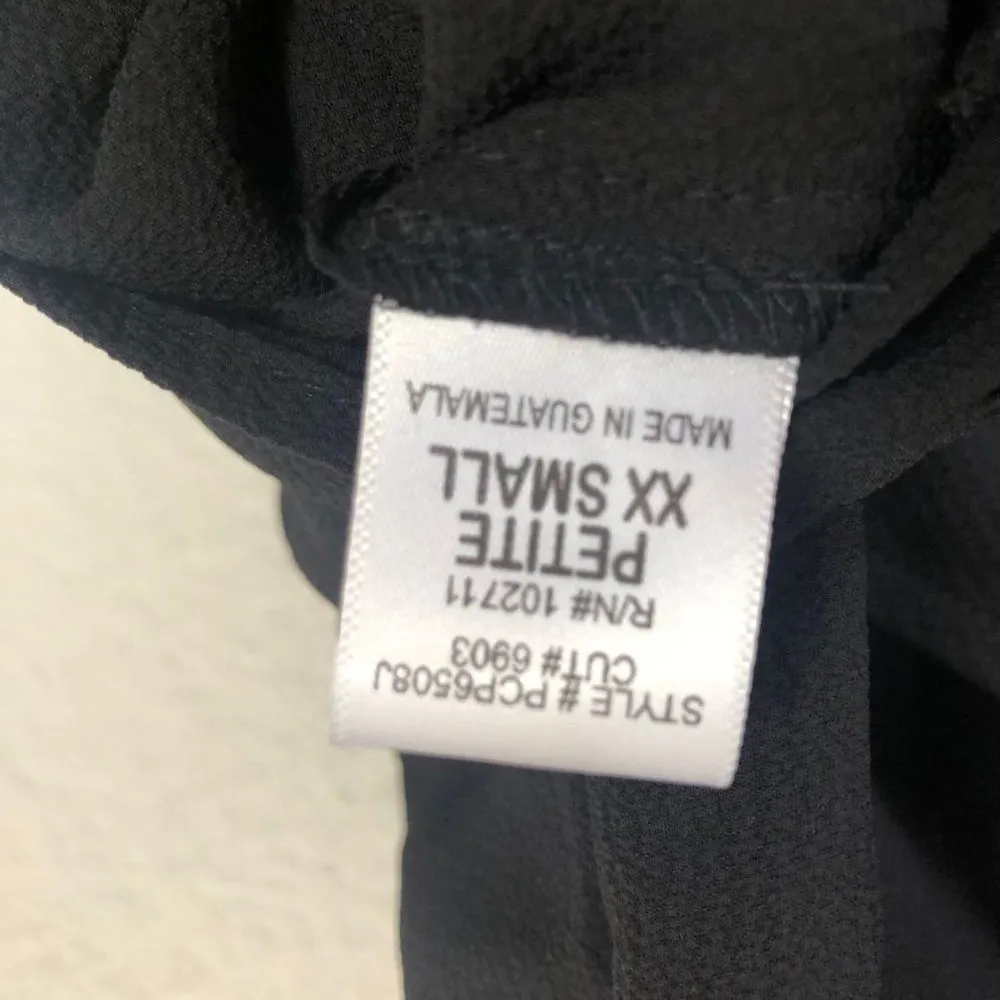 STYLE # PCP6508J
CUT# 6903
R/N# 102711
PETITE
XX SMALL
MADE IN GUATEMALA